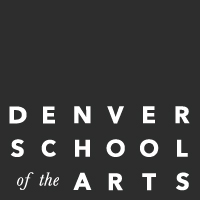 DENVER
SCHOOL
of the ARTS